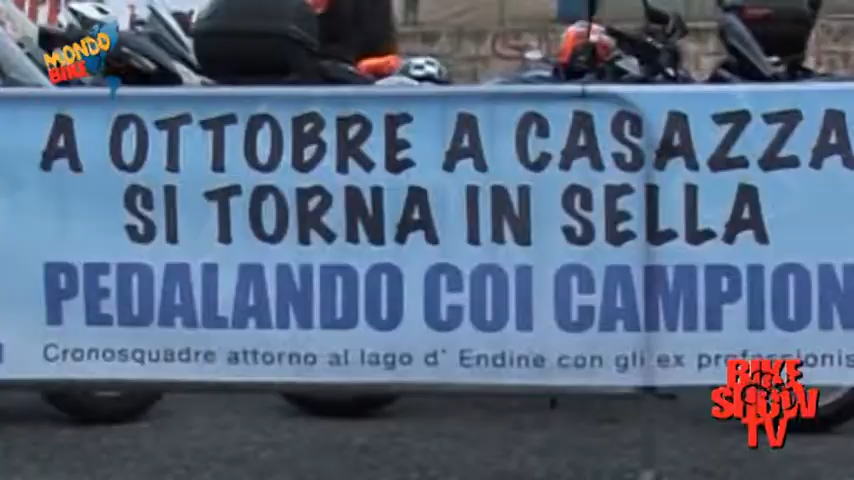 MONDO
BIKE
A OTTOBRE A CASAZZA
SI TORNA IN SELLA
PEDALANDO COI CAMPION
Cronosquadre attorno al lago d' Endine con gli ex professionis
BIKE
SHOW
TV